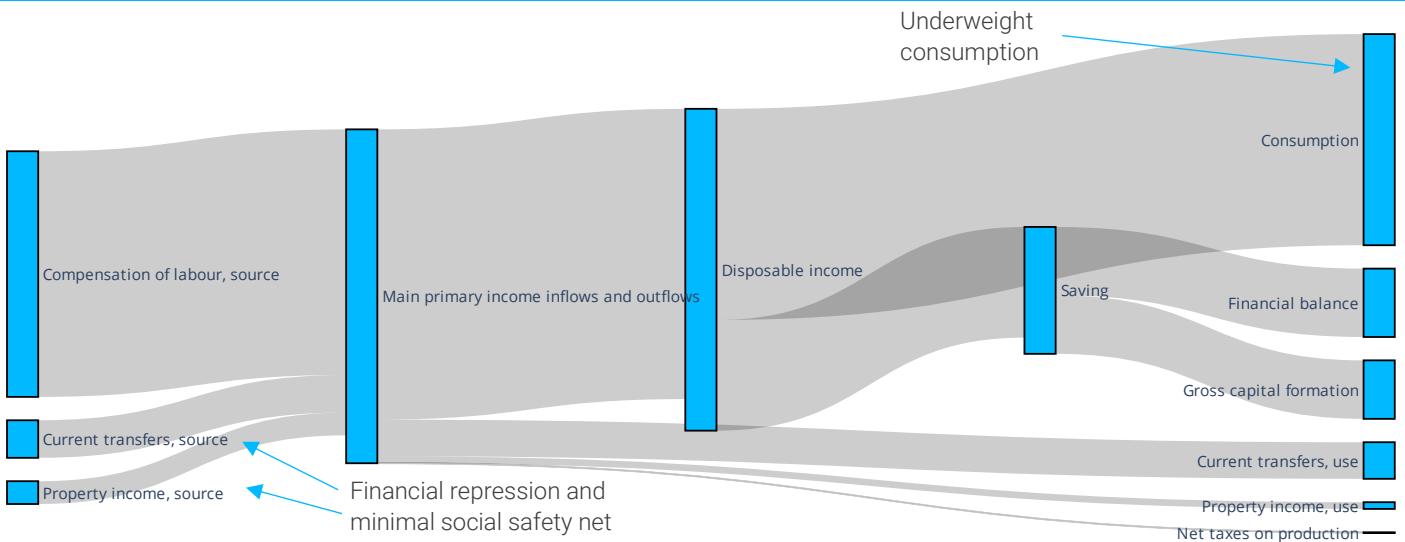 Underweight
consumption
Consumption
Compensation of labour, source
Main primary income inflows and outflows
Disposable income
Saving
Financial balance
Gross capital formation
Current transfers, source
Current transfers, use
Property income, source
Financial repression and
minimal social safety net
Property income, use
Net taxes on production